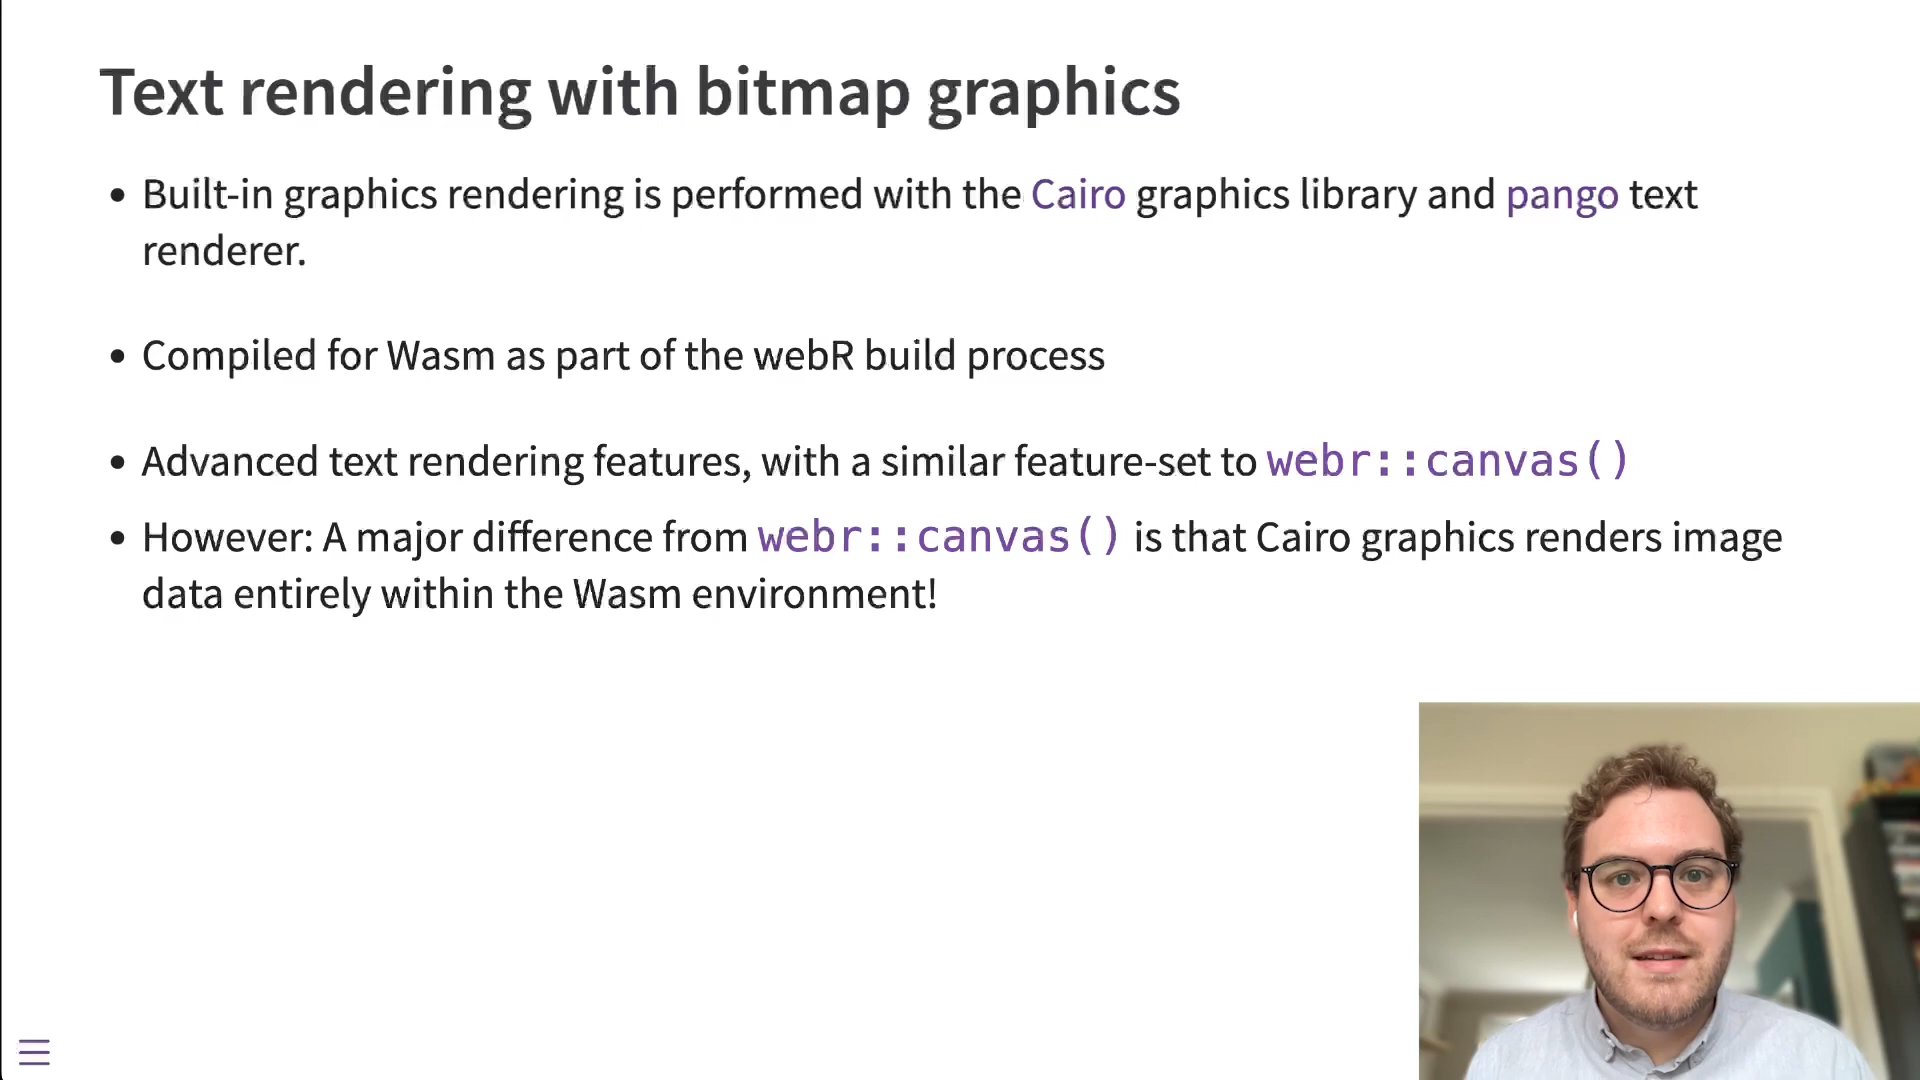 Text rendering with bitmap graphics
• Built-in graphics rendering is performed with the Cairo graphics library and pango text
renderer.
• Compiled for Wasm as part of the webR build process
• Advanced text rendering features, with a similar feature-set to webr::canvas()
• However: A major difference from webr::canvas() is that Cairo graphics renders image
data entirely within the Wasm environment!